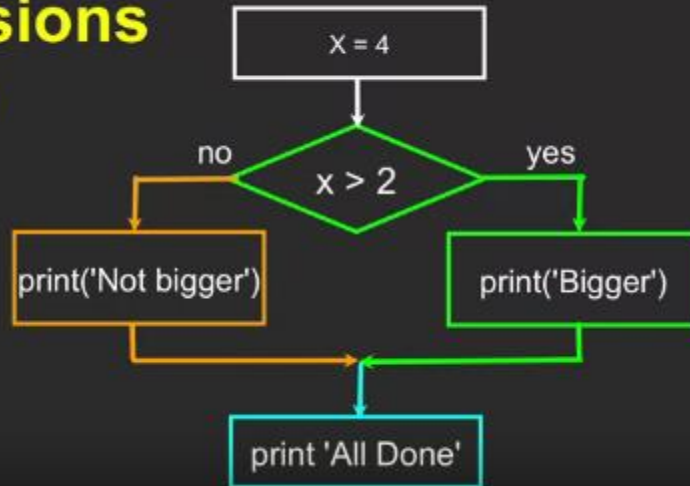 sions
X = 4
no
yes
x > 2
print('Not bigger')
print('Bigger')
print 'All Done'